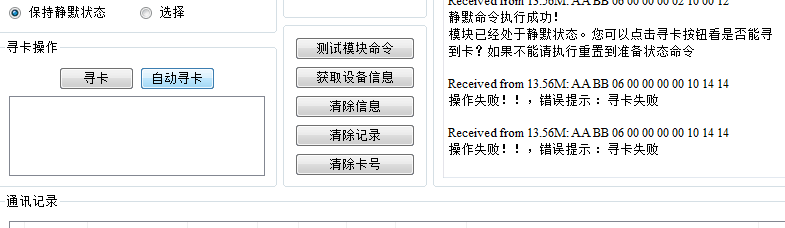 保持静默状态
选择
寻卡操作
寻卡
自动寻卡
测试模块命令
获取设备信息
清除信息
清除记录
清除卡号
Received from 13.56M: AA BB 06 00 00 00 02 10 00 12
静默命令执行成功!
模块已经处于静默状态。您可以点击寻卡按钮看是否能寻
到卡？如果不能请执行重置到准备状态命令
Received from 13.56M: AA BB 06 00 00 00 00 10 14 14
操作失败！！，错误提示：寻卡失败
Received from 13.56M: AA BB 06 00 00 00 00 10 14 14
操作失败！！，错误提示：寻卡失败
通讯记录